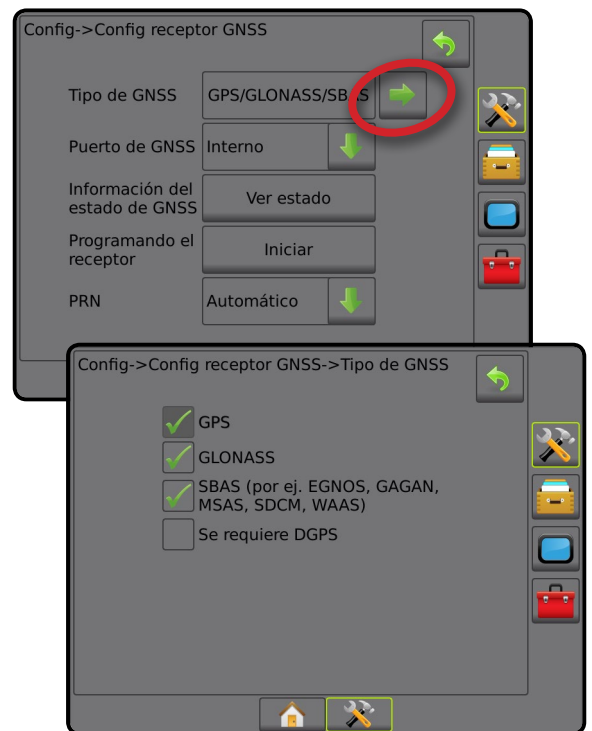 Config->Config receptor GNSS
Tipo de GNSS
GPS/GLONASS/SBAS
Puerto de GNSS
Interno
Información del
estado de GNSS
Ver estado
Programando el
receptor
Iniciar
PRN
Automático
Config->Config receptor GNSS->Tipo de GNSS
GPS
GLONASS
SBAS (por ej. EGNOS, GAGAN,
MSAS, SDCM, WAAS)
Se requiere DGPS